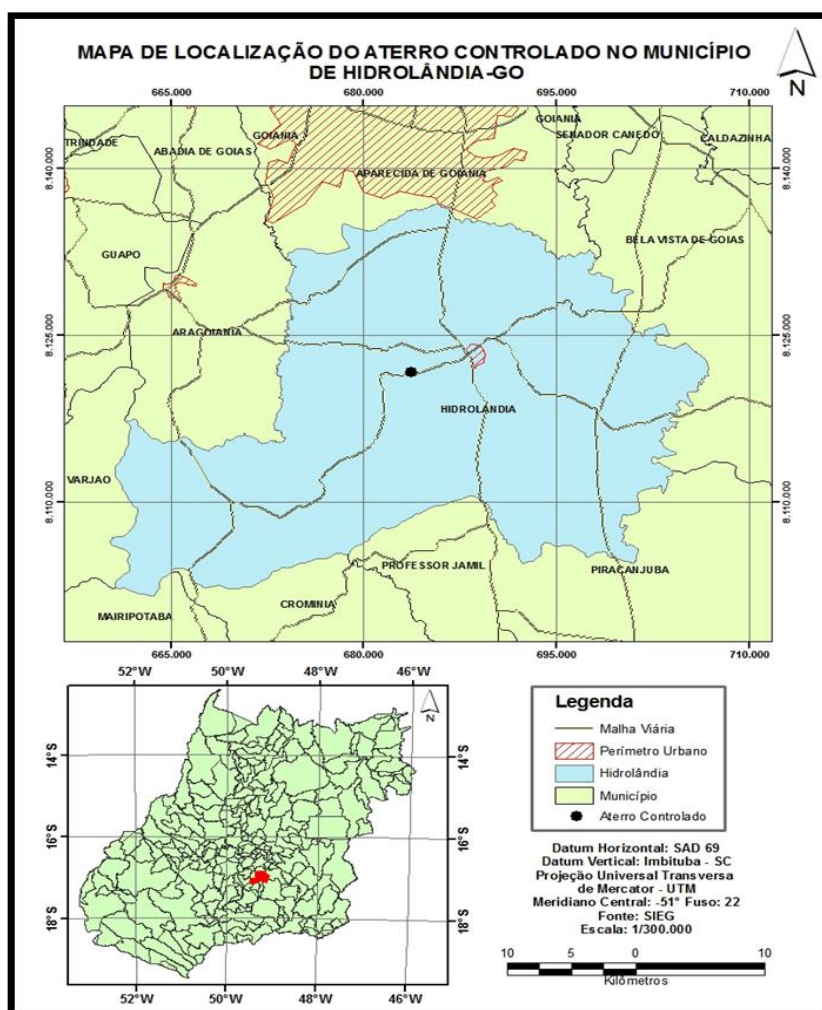 MAPA DE LOCALIZAÇÃO DO ATERRO CONTROLADO NO MUNICÍPIO
DE HIDROLÂNDIA-GO
N
665.000 680.000 695.000 710.000
TRINDADE
ABADIA DE GOIAS
GOIANIA
GOIANIA
SENADOR CANEDO
CALDAZINHA
8.140.000 8.140.000
APARECIDA DE GOIANIA
GUAPO
BELA VISTA DE GOIAS
ARAGOIANIA
8.125.000 8.125.000
HIDROLANDIA
VARJAO
8.110.000 8.110.000
PROFESSOR JAMIL
PIRACANJUBA
CROMINIA
MAIRIPOTABA
665.000 680.000 695.000 710.000
52°W 50°W 48°W 46°W
N
14°S 14°S
16°S 16°S
18°S 18°S
52°W 50°W 48°W 46°W
Legenda
Malha Viária
Perímetro Urbano
Hidrolândia
Município
Aterro Controlado
Datum Horizontal: SAD 69
Datum Vertical: Imbituba - SC
Projeção Universal Transversa
de Mercator - UTM
Meridiano Central: -51° Fuso: 22
Fonte: SIEG
Escala: 1/300.000
10 5 0 10
Kilômetros